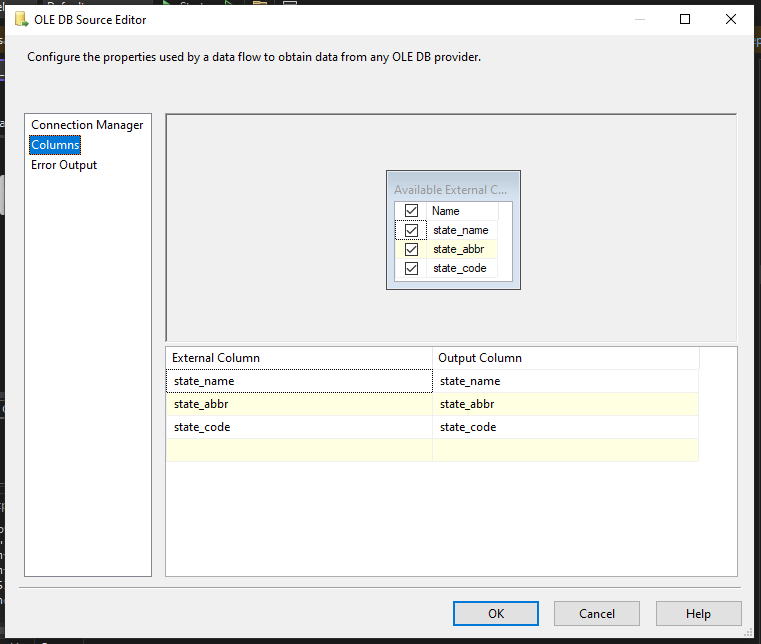 OLE DB Source Editor
Configure the properties used by a data flow to obtain data from any OLE DB provider.
Connection Manager
Columns
Error Output
Available External C...
Name
state_name
state_abbr
state_code
External Column Output Column
state_name state_name
state_abbr state_abbr
state_code state_code
OK Cancel Help